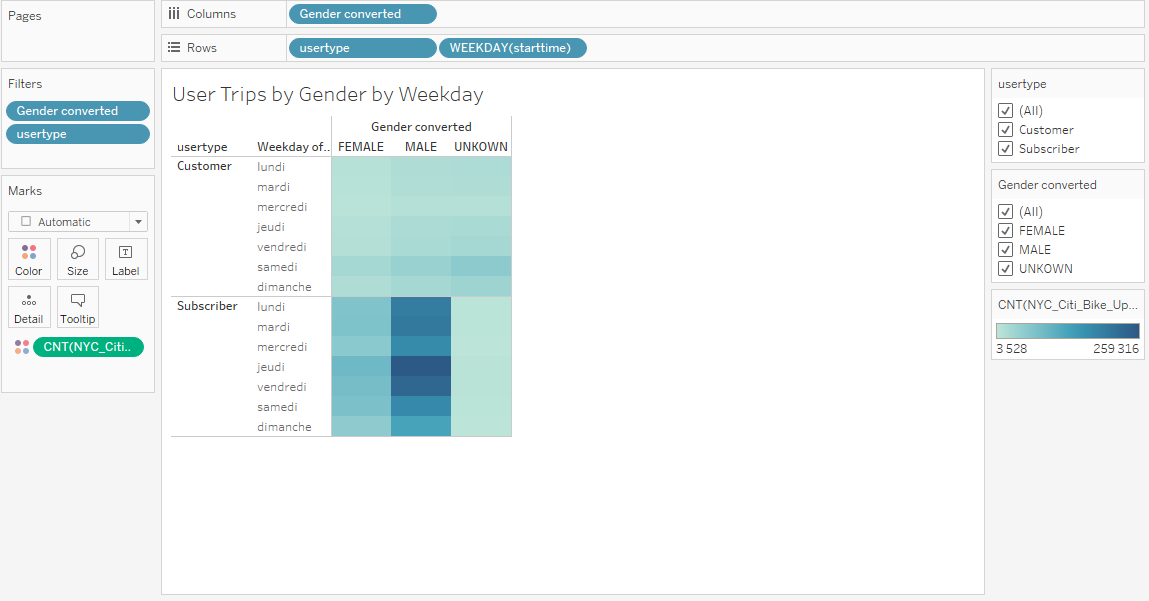 Pages
Columns
Gender converted
Rows
usertype
WEEKDAY(starttime)
Filters
Gender converted
usertype
Marks
Automatic
Color
Size
Label
Detail
Tooltip
CNT(NYC_Citi..
User Trips by Gender by Weekday
Gender converted
usertype Weekday of.. FEMALE MALE UNKOWN
Customer lundi
mardi
mercredi
jeudi
vendredi
samedi
dimanche
Subscriber lundi
mardi
mercredi
jeudi
vendredi
samedi
dimanche
usertype
(All)
Customer
Subscriber
Gender converted
(All)
FEMALE
MALE
UNKOWN
CNT(NYC_Citi_Bike_Up...
3 528 259 316